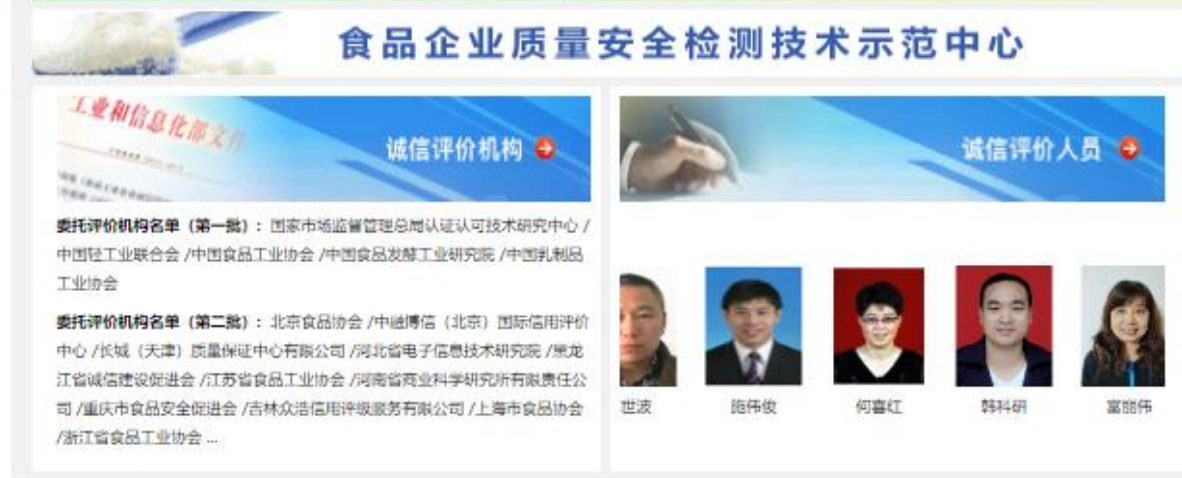 食品企业质量安全检测技术示范中心
工业和信息化部文件
诚信评价机构
委托评价机构名单（第一批）: 国家市场监督管理总局认证认可技术研究中心 /
中国轻工业联合会 /中国食品工业协会 /中国食品发酵工业研究院 /中国乳制品
工业协会
委托评价机构名单（第二批）: 北京食品协会 /中融博信（北京）国际信用评价
中心 /长城（天津）质量保证中心有限公司 /河北省电子信息技术研究院 /黑龙
江省诚信建设促进会 /江苏省食品工业协会 /河南省商业科学研究所有限责任公
司 /重庆市食品安全促进会 /吉林众浩信用评级服务有限公司 /上海市食品协会
/浙江省食品工业协会 ...
诚信评价人员
世波
施伟俊
何喜红
韩科研
富丽伟